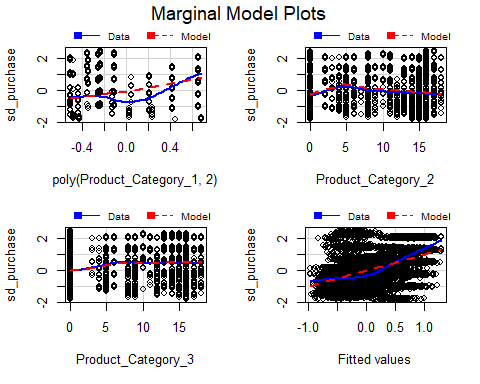 Marginal Model Plots
Data Model
sd_purchase
2
0
-2
-0.4 0.0 0.4
poly(Product_Category_1, 2)
Data Model
sd_purchase
2
0
-2
0 5 10 15
Product_Category_2
Data Model
sd_purchase
2
0
-2
0 5 10 15
Product_Category_3
Data Model
sd_purchase
2
0
-2
-1.0 0.0 0.5 1.0
Fitted values